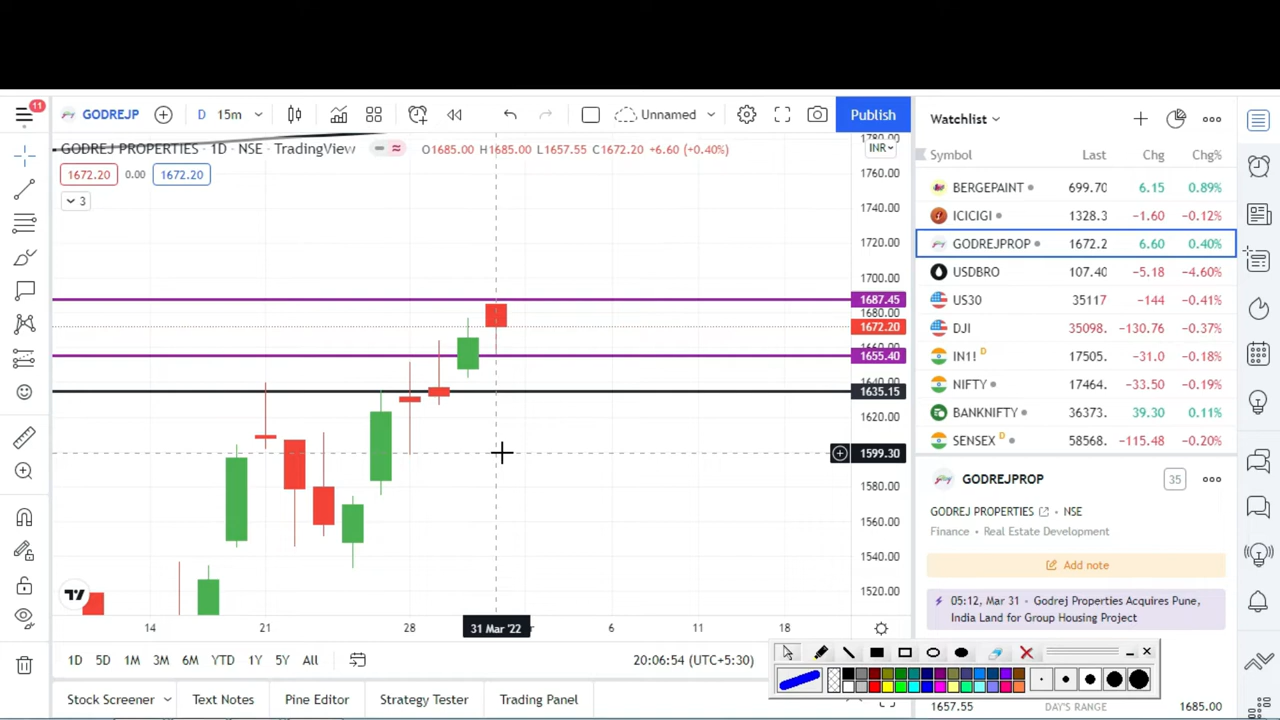 11
GODREJP
D 15m
Unnamed
Publish
GODREJ PROPERTIES · 1D · NSE · TradingView
O1685.00 H1685.00 L1657.55 C1672.20 +6.60 (+0.40%)
1672.20 0.00 1672.20
3
INR
1780.00
1760.00
1740.00
1720.00
1700.00
1687.45
1680.00
1672.20
1660.00
1655.40
1640.00
1635.15
1620.00
1599.30
1580.00
1560.00
1540.00
1520.00
14 21 28 31 Mar '22 6 11 18
1D 5D 1M 3M 6M YTD 1Y 5Y All
20:06:54 (UTC+5:30)
Stock Screener Text Notes Pine Editor Strategy Tester Trading Panel
Watchlist
Symbol Last Chg Chg%
BERGEPAINT 699.70 6.15 0.89%
ICICIGI 1328.3 −1.60 −0.12%
GODREJPROP 1672.2 6.60 0.40%
USDBRO 107.40 −5.18 −4.60%
US30 35117 −144 −0.41%
DJI 35098. −130.76 −0.37%
IN1! D 17505. −31.0 −0.18%
NIFTY 17464. −33.50 −0.19%
BANKNIFTY 36373. 39.30 0.11%
SENSEX D 58568. −115.48 −0.20%
GODREJPROP 35
GODREJ PROPERTIES · NSE
Finance · Real Estate Development
Add note
05:12, Mar 31 · Godrej Properties Acquires Pune,
India Land for Group Housing Project
1657.55 DAY'S RANGE 1685.00